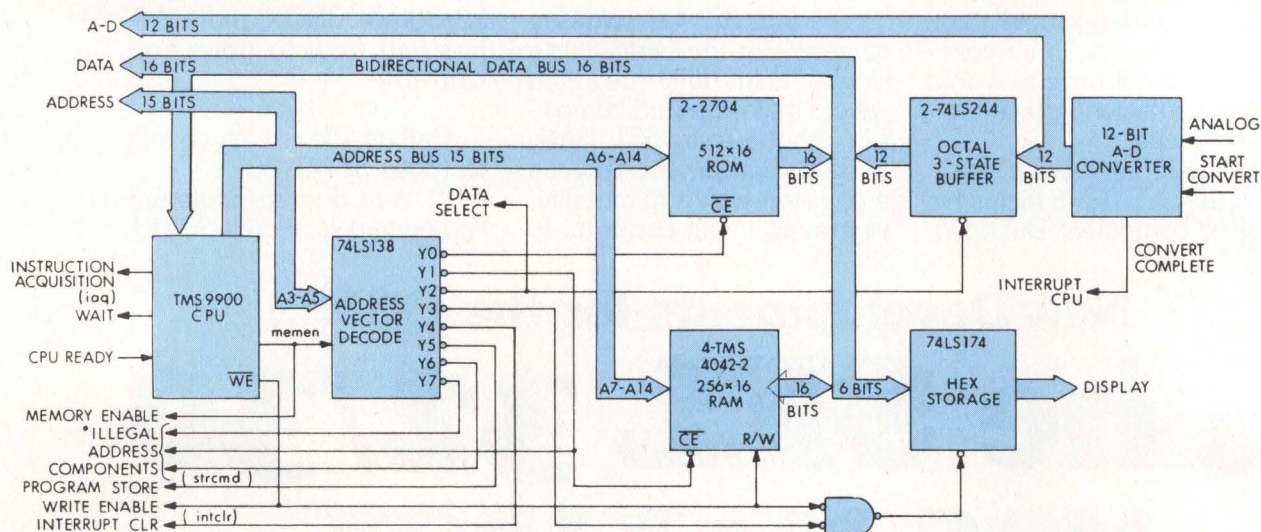 A-D
12 BITS
DATA
16 BITS
BIDIRECTIONAL DATA BUS 16 BITS
ADDRESS
15 BITS
ADDRESS BUS 15 BITS
A6-A14
2-2704
512×16
ROM
CE
16
BITS
12
BITS
2-74LS244
OCTAL
3-STATE
BUFFER
12
BITS
12-BIT
A-D
CONVERTER
ANALOG
START
CONVERT
CONVERT
COMPLETE
INTERRUPT
CPU
DATA
SELECT
INSTRUCTION
ACQUISITION
(iaq)
WAIT
CPU READY
TMS 9900
CPU
WE
memen
A3-A5
74LS138
ADDRESS
VECTOR
DECODE
Y0
Y1
Y2
Y3
Y4
Y5
Y6
Y7
A7-A14
4-TMS
4042-2
256×16
RAM
CE
R/W
16
BITS
6 BITS
74LS174
HEX
STORAGE
DISPLAY
MEMORY ENABLE
ILLEGAL
ADDRESS
COMPONENTS
PROGRAM STORE
(strcmd)
WRITE ENABLE
INTERRUPT CLR
(intclr)